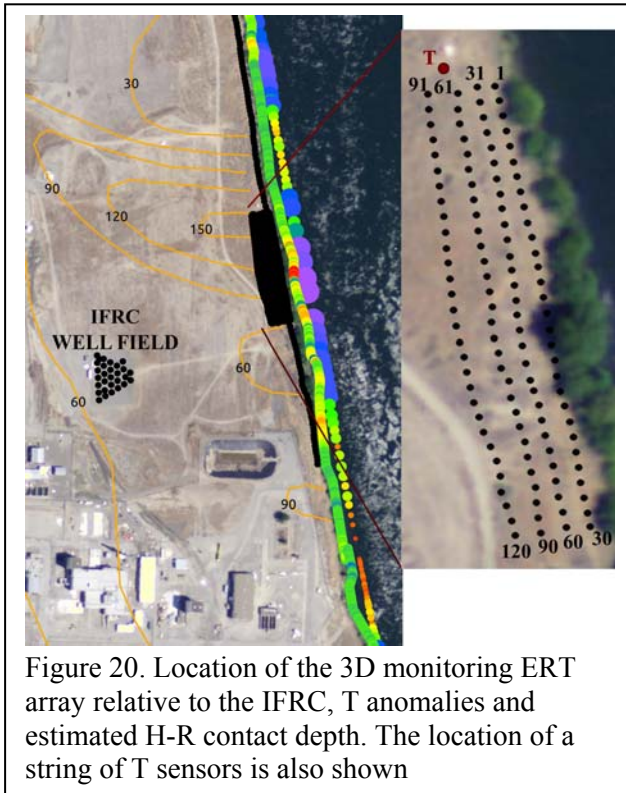 30
90
120
150
IFRC
WELL FIELD
60
60
90
T
91 61 31 1
120 90 60 30
Figure 20. Location of the 3D monitoring ERT
array relative to the IFRC, T anomalies and
estimated H-R contact depth. The location of a
string of T sensors is also shown